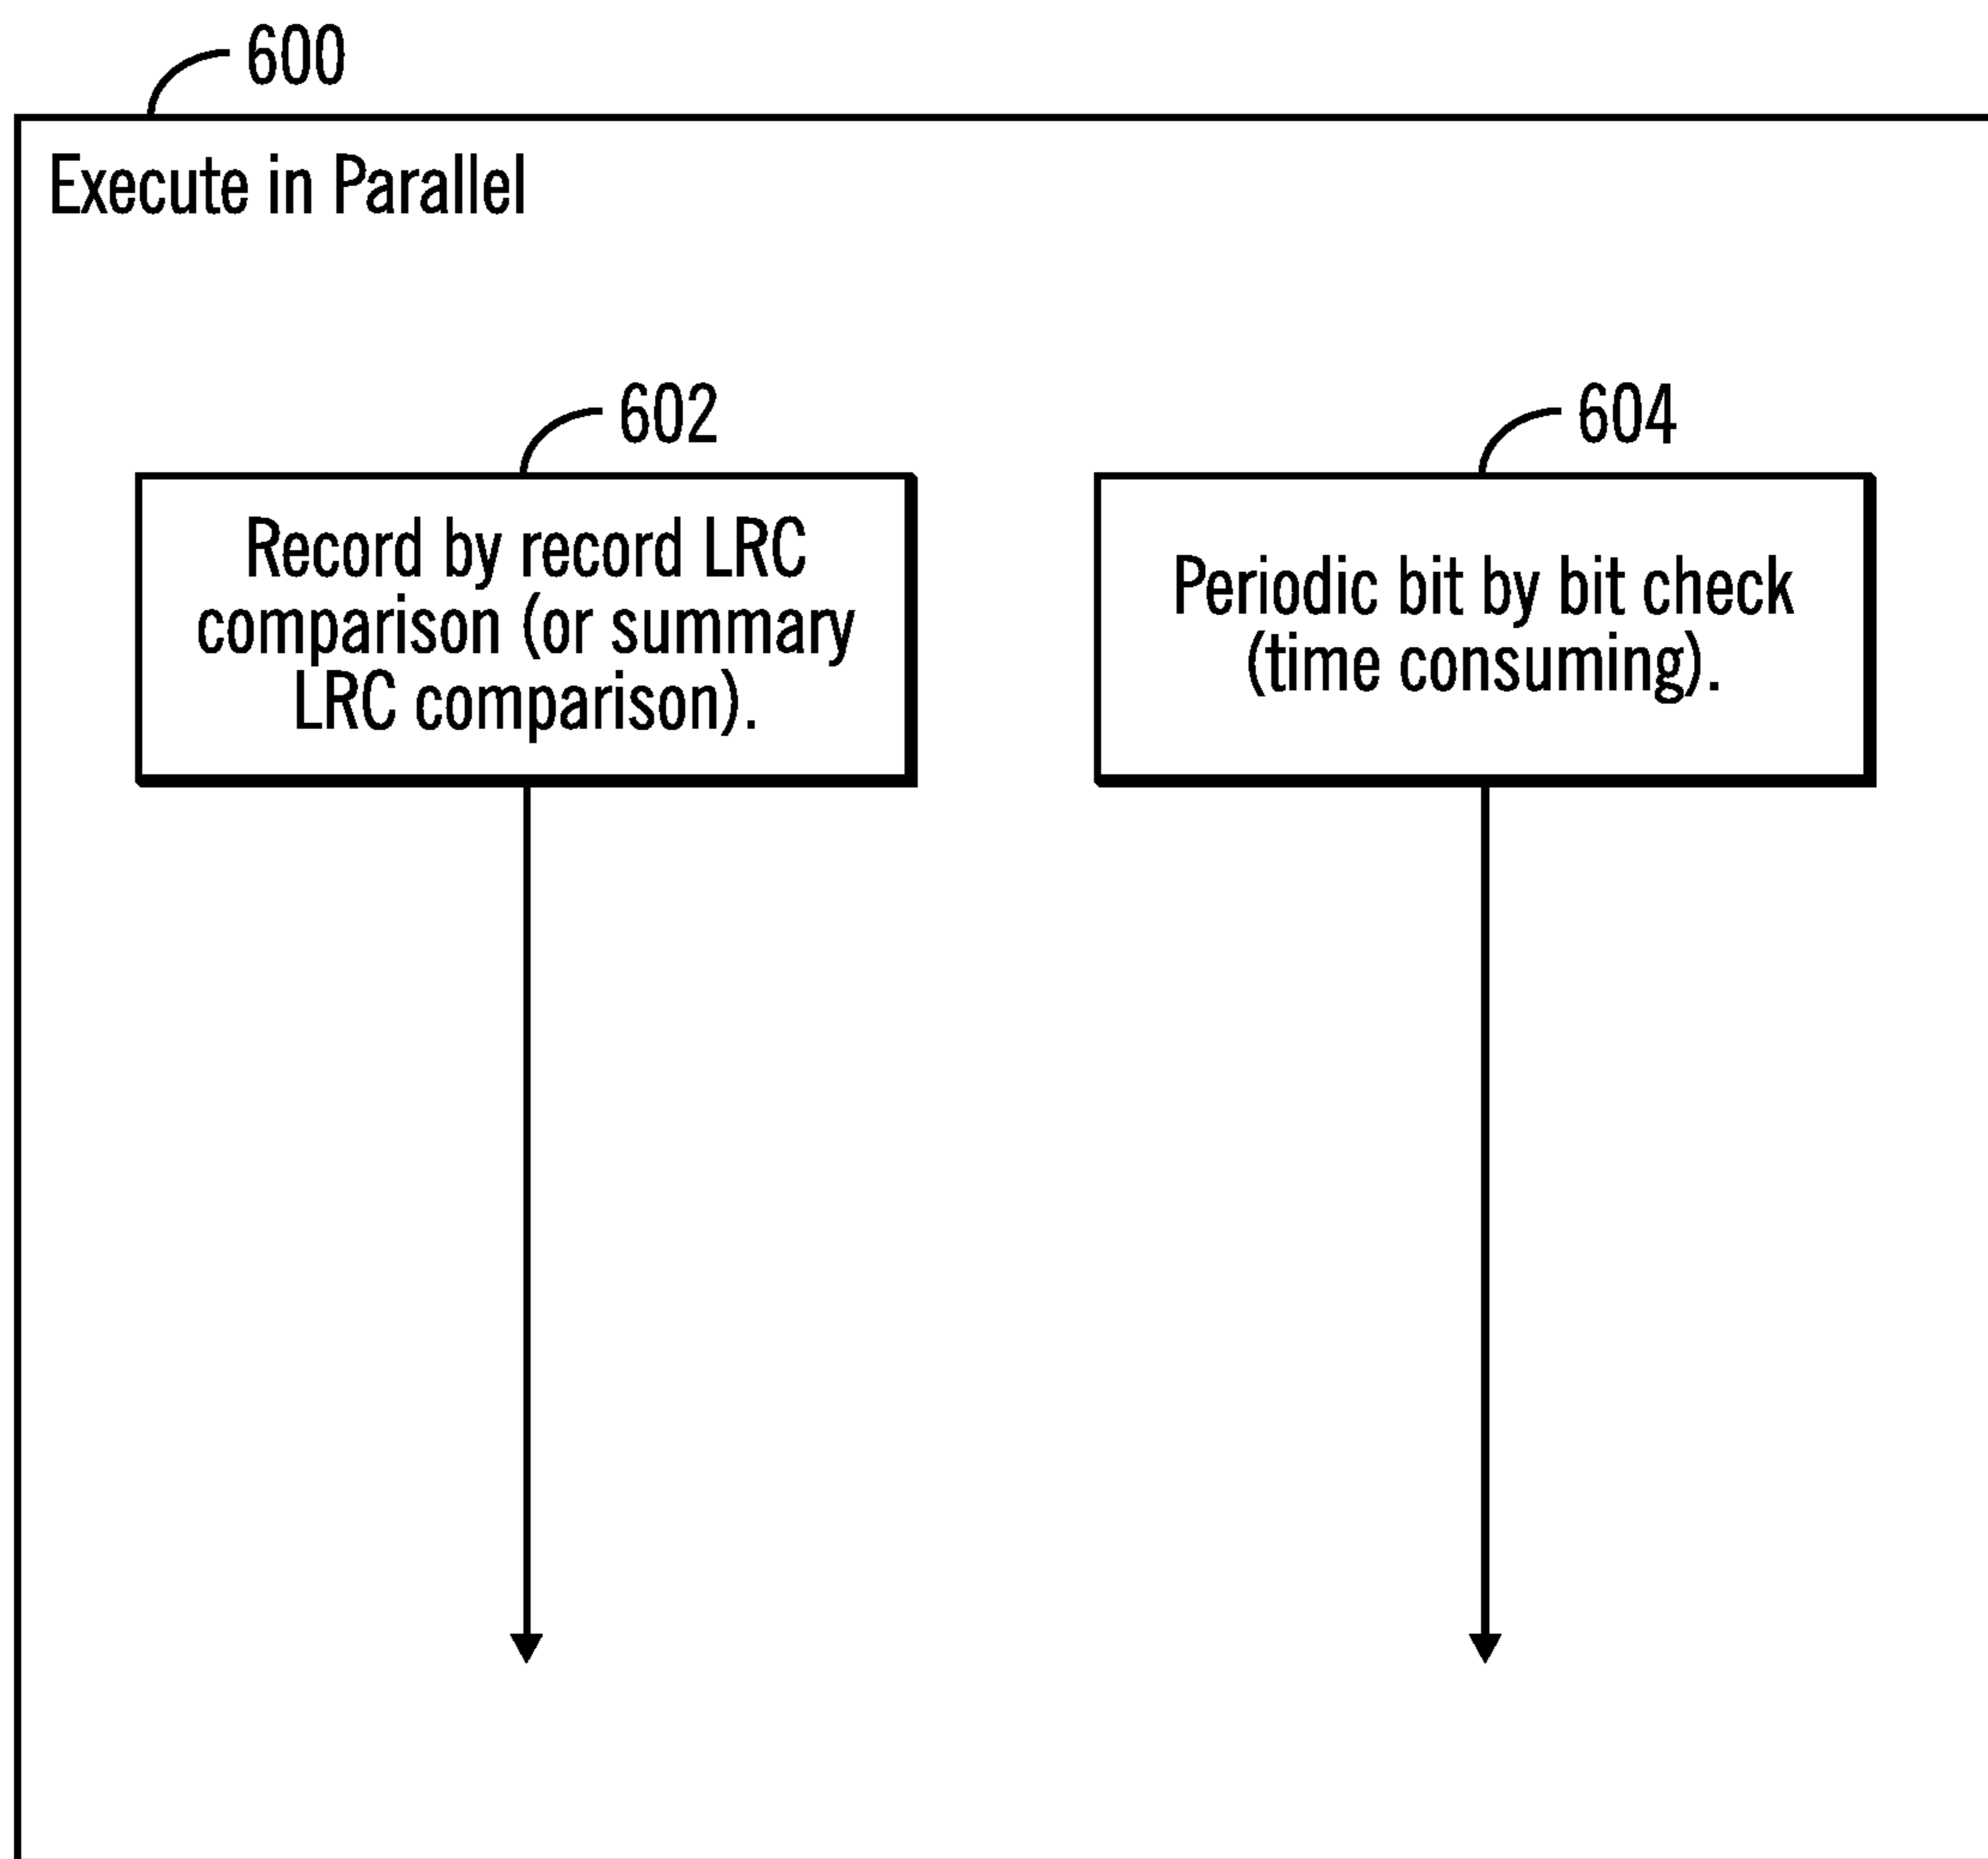 600
Execute in Parallel
602
Record by record LRC
comparison (or summary
LRC comparison).
604
Periodic bit by bit check
(time consuming).